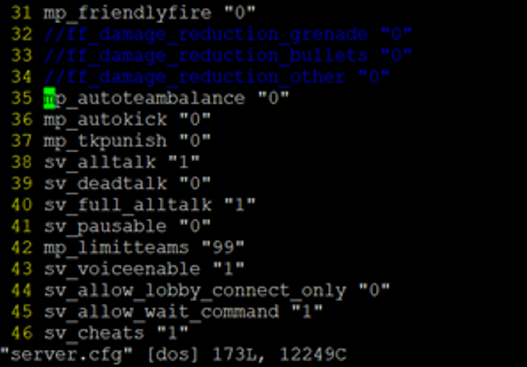 31 mp_friendlyfire "0"
32 //ff_damage_reduction_grenade "0"
33 //ff_damage_reduction_bullets "0"
34 //ff_damage_reduction_other "0"
35 mp_autoteambalance "0"
36 mp_autokick "0"
37 mp_tkpunish "0"
38 sv_alltalk "1"
39 sv_deadtalk "0"
40 sv_full_alltalk "1"
41 sv_pausable "0"
42 mp_limitteams "99"
43 sv_voiceenable "1"
44 sv_allow_lobby_connect_only "0"
45 sv_allow_wait_command "1"
46 sv_cheats "1"
"server.cfg" [dos] 173L, 12249C